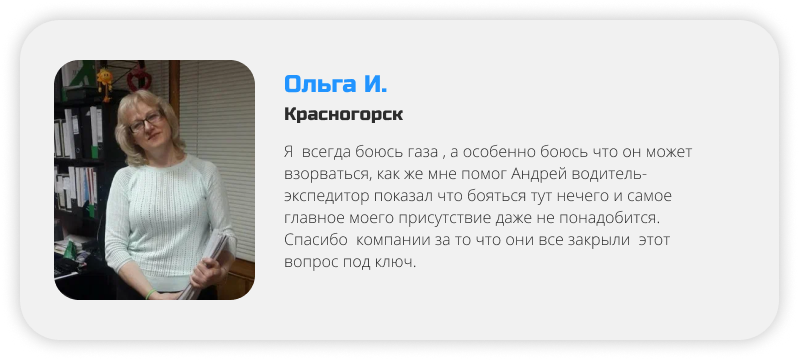 Ольга И.
Красногорск
Я всегда боюсь газа , а особенно боюсь что он может
взорваться, как же мне помог Андрей водитель-
экспедитор показал что бояться тут нечего и самое
главное моего присутствие даже не понадобится.
Спасибо компании за то что они все закрыли этот
вопрос под ключ.